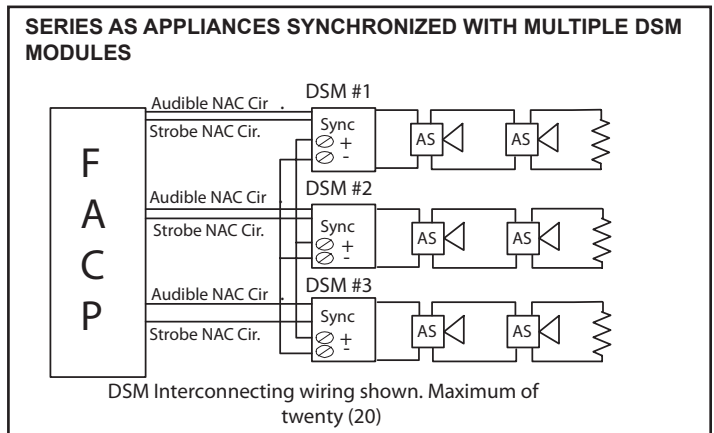 SERIES AS APPLIANCES SYNCHRONIZED WITH MULTIPLE DSM
MODULES
FACP
DSM #1
Audible NAC Cir .
Strobe NAC Cir.
Sync
+
-
AS
AS
DSM #2
Audible NAC Cir .
Strobe NAC Cir.
Sync
+
-
AS
AS
DSM #3
Audible NAC Cir .
Strobe NAC Cir.
Sync
+
-
AS
AS
DSM Interconnecting wiring shown. Maximum of
twenty (20)